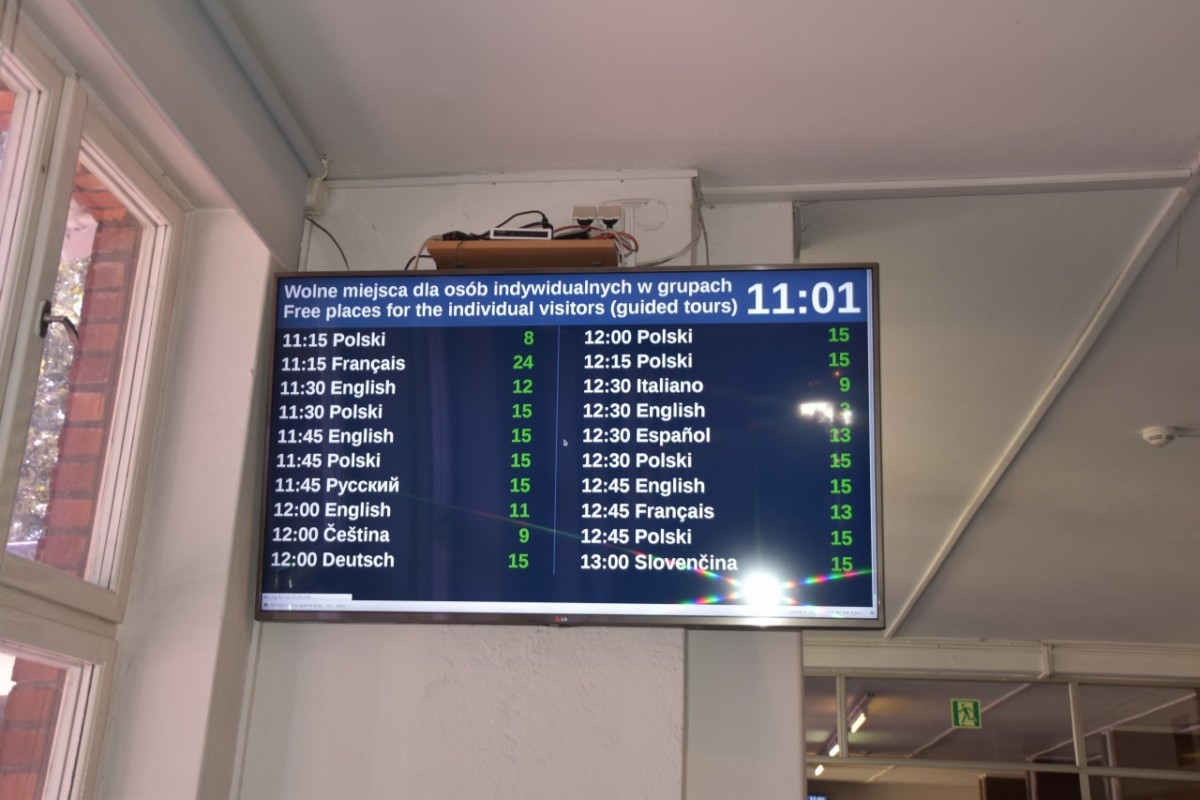 Wolne miejsca dla osób indywidualnych w grupach
Free places for the individual visitors (guided tours)
11:01
11:15 Polski 8
11:15 Français 24
11:30 English 12
11:30 Polski 15
11:45 English 15
11:45 Polski 15
11:45 Русский 15
12:00 English 11
12:00 Čeština 9
12:00 Deutsch 15
12:00 Polski 15
12:15 Polski 15
12:30 Italiano 9
12:30 English
12:30 Español 13
12:30 Polski 15
12:45 English 15
12:45 Français 13
12:45 Polski 15
13:00 Slovenčina 15
LG